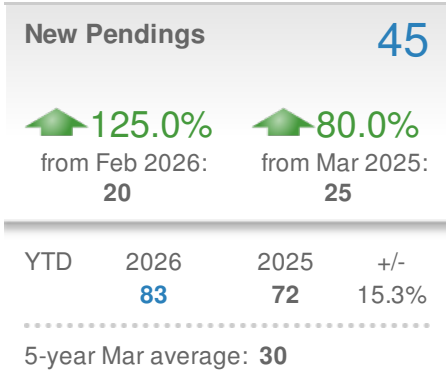 New Pendings 45
125.0% 80.0%
from Feb 2026: from Mar 2025:
20 25
YTD 2026 2025 +/-
83 72 15.3%
5-year Mar average: 30